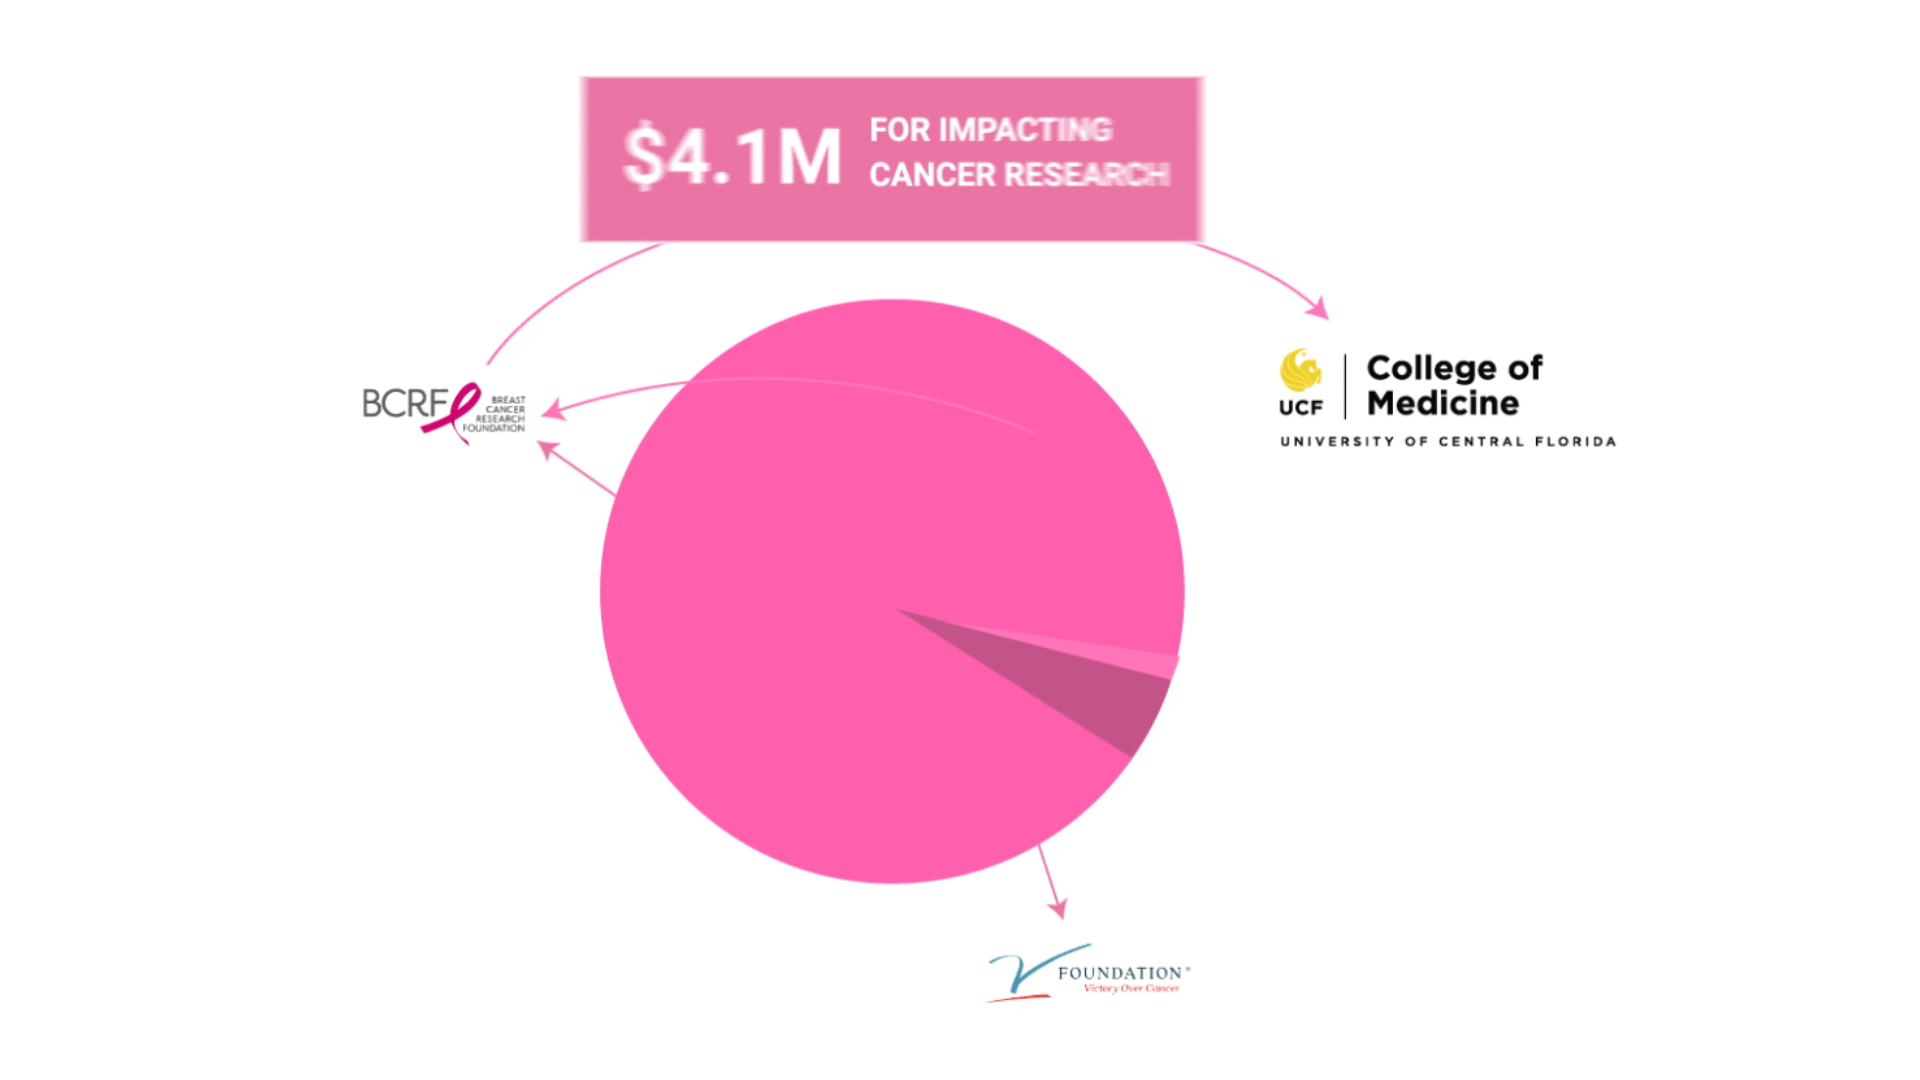 $4.1M
FOR IMPACTING
CANCER RESEARCH
BCRF
BREAST
CANCER
RESEARCH
FOUNDATION
UCF
College of
Medicine
UNIVERSITY OF CENTRAL FLORIDA
V FOUNDATION®
Victory Over Cancer